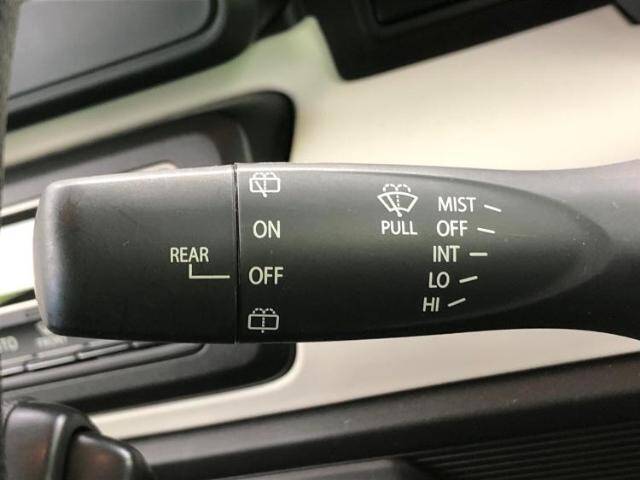 REAR
ON
OFF
PULL
MIST
OFF
INT
LO
HI